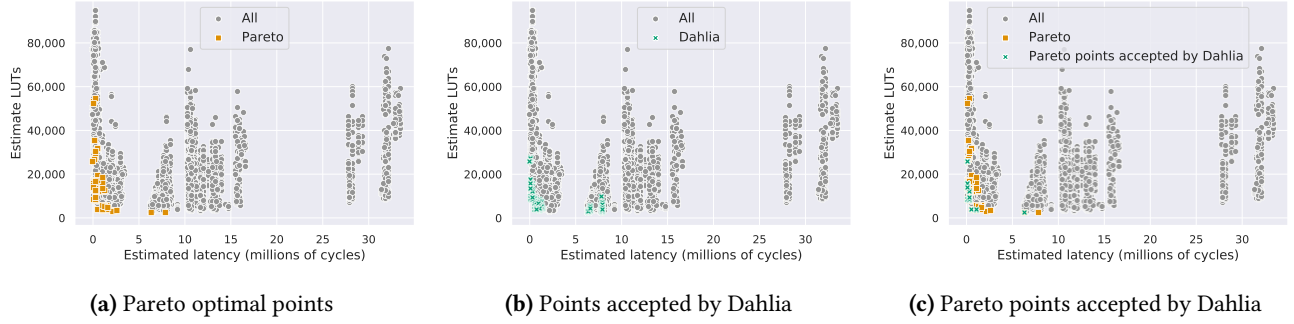 All
Pareto
80,000
60,000
40,000
20,000
0
Estimate LUTs
0 5 10 15 20 25 30
Estimated latency (millions of cycles)
(a) Pareto optimal points
All
Dahlia
80,000
60,000
40,000
20,000
0
Estimate LUTs
0 5 10 15 20 25 30
Estimated latency (millions of cycles)
(b) Points accepted by Dahlia
All
Pareto
Pareto points accepted by Dahlia
80,000
60,000
40,000
20,000
0
Estimate LUTs
0 5 10 15 20 25 30
Estimated latency (millions of cycles)
(c) Pareto points accepted by Dahlia